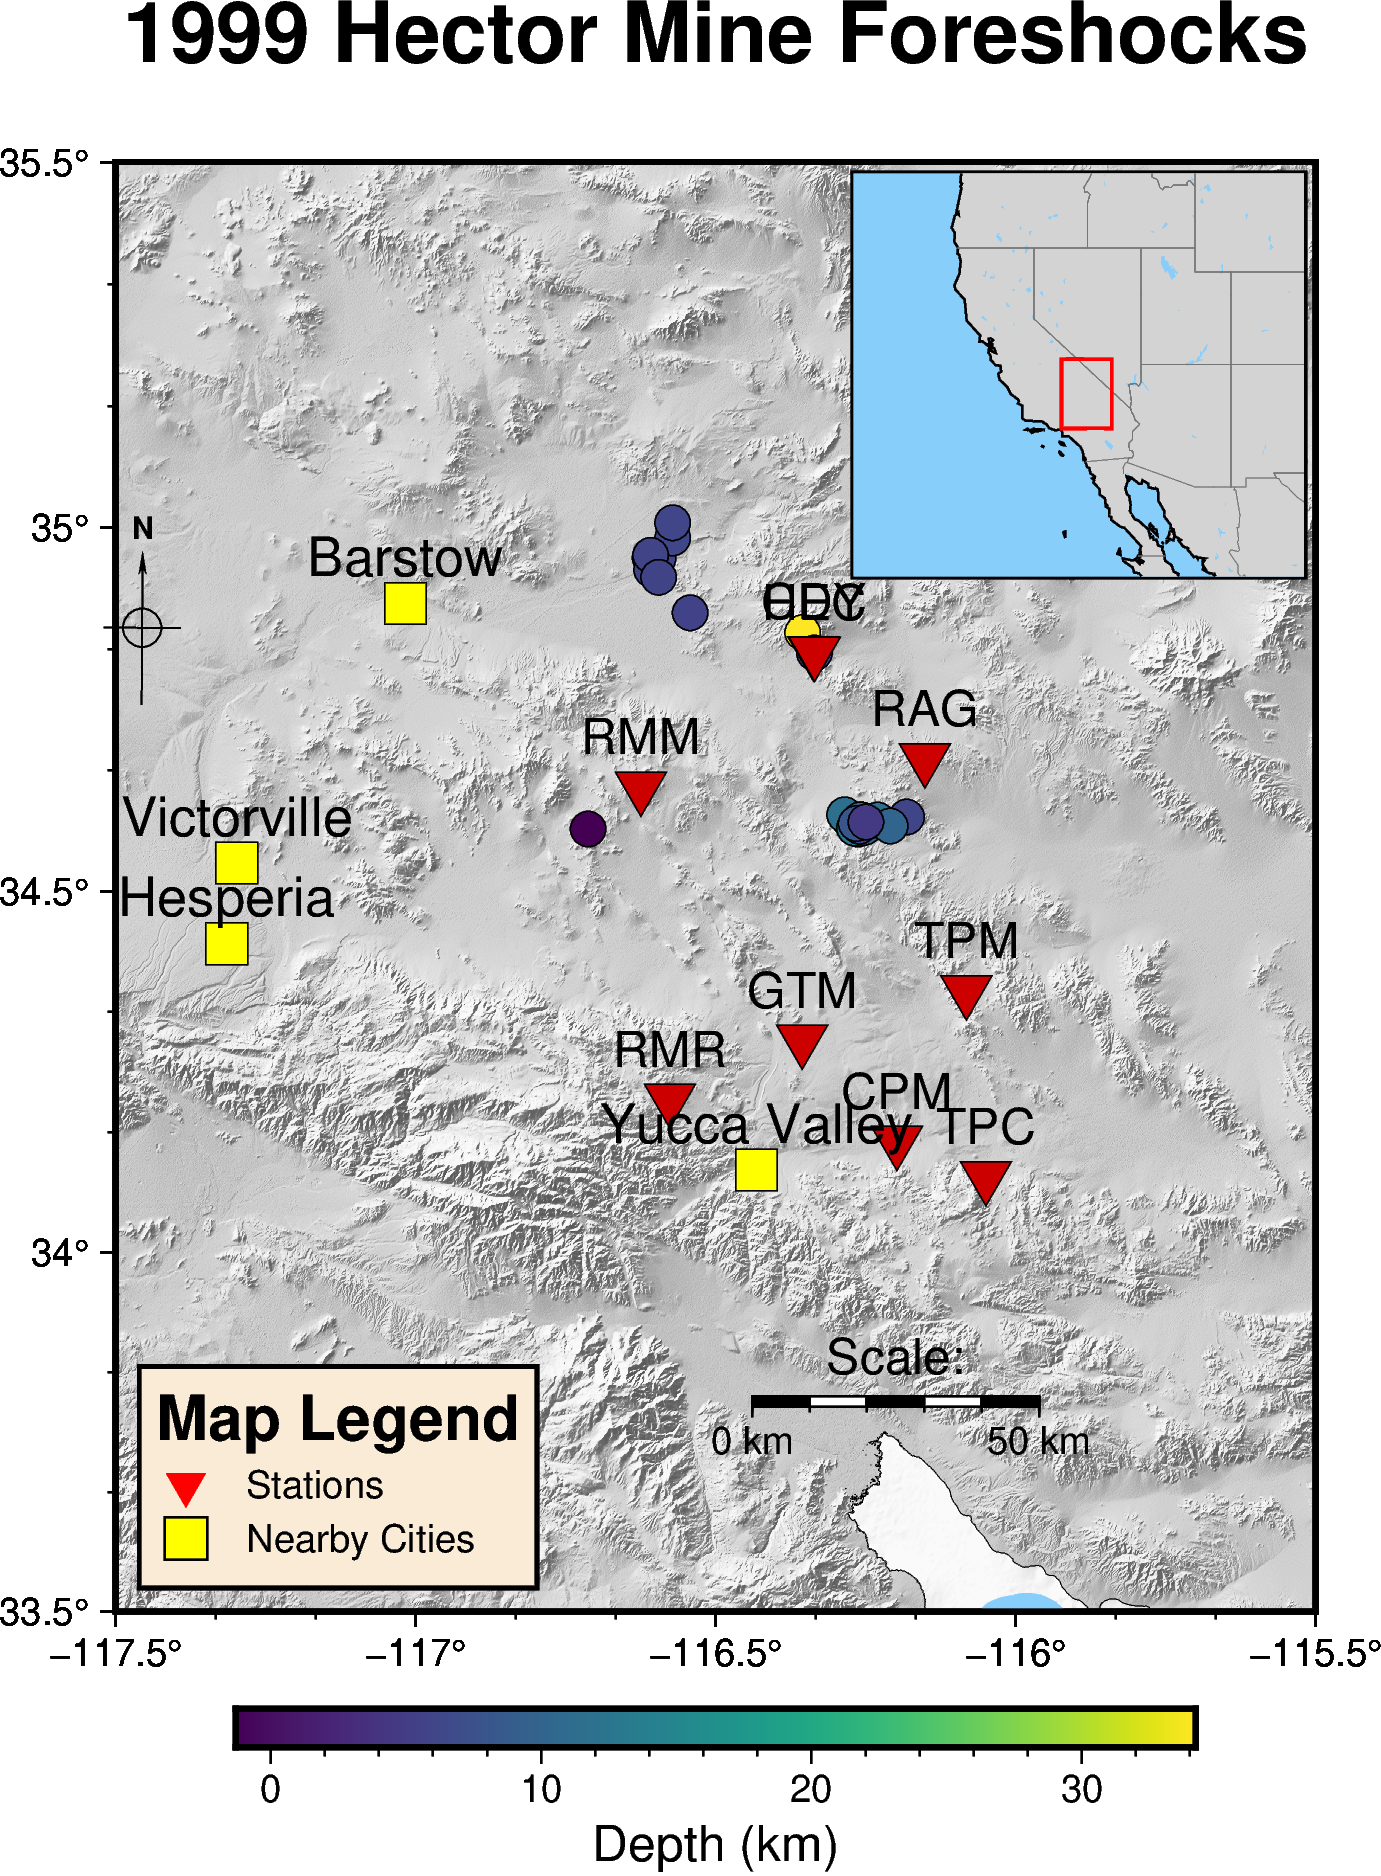 1999 Hector Mine Foreshocks
35.5°
35°
N
Barstow
RAG
RMM
Victorville
34.5°
Hesperia
TPM
GTM
RMR
CPM
Yucca Valley
TPC
34°
Scale:
0 km 50 km
Map Legend
Stations
Nearby Cities
33.5°
−117.5° −117° −116.5° −116° −115.5°
0 10 20 30
Depth (km)